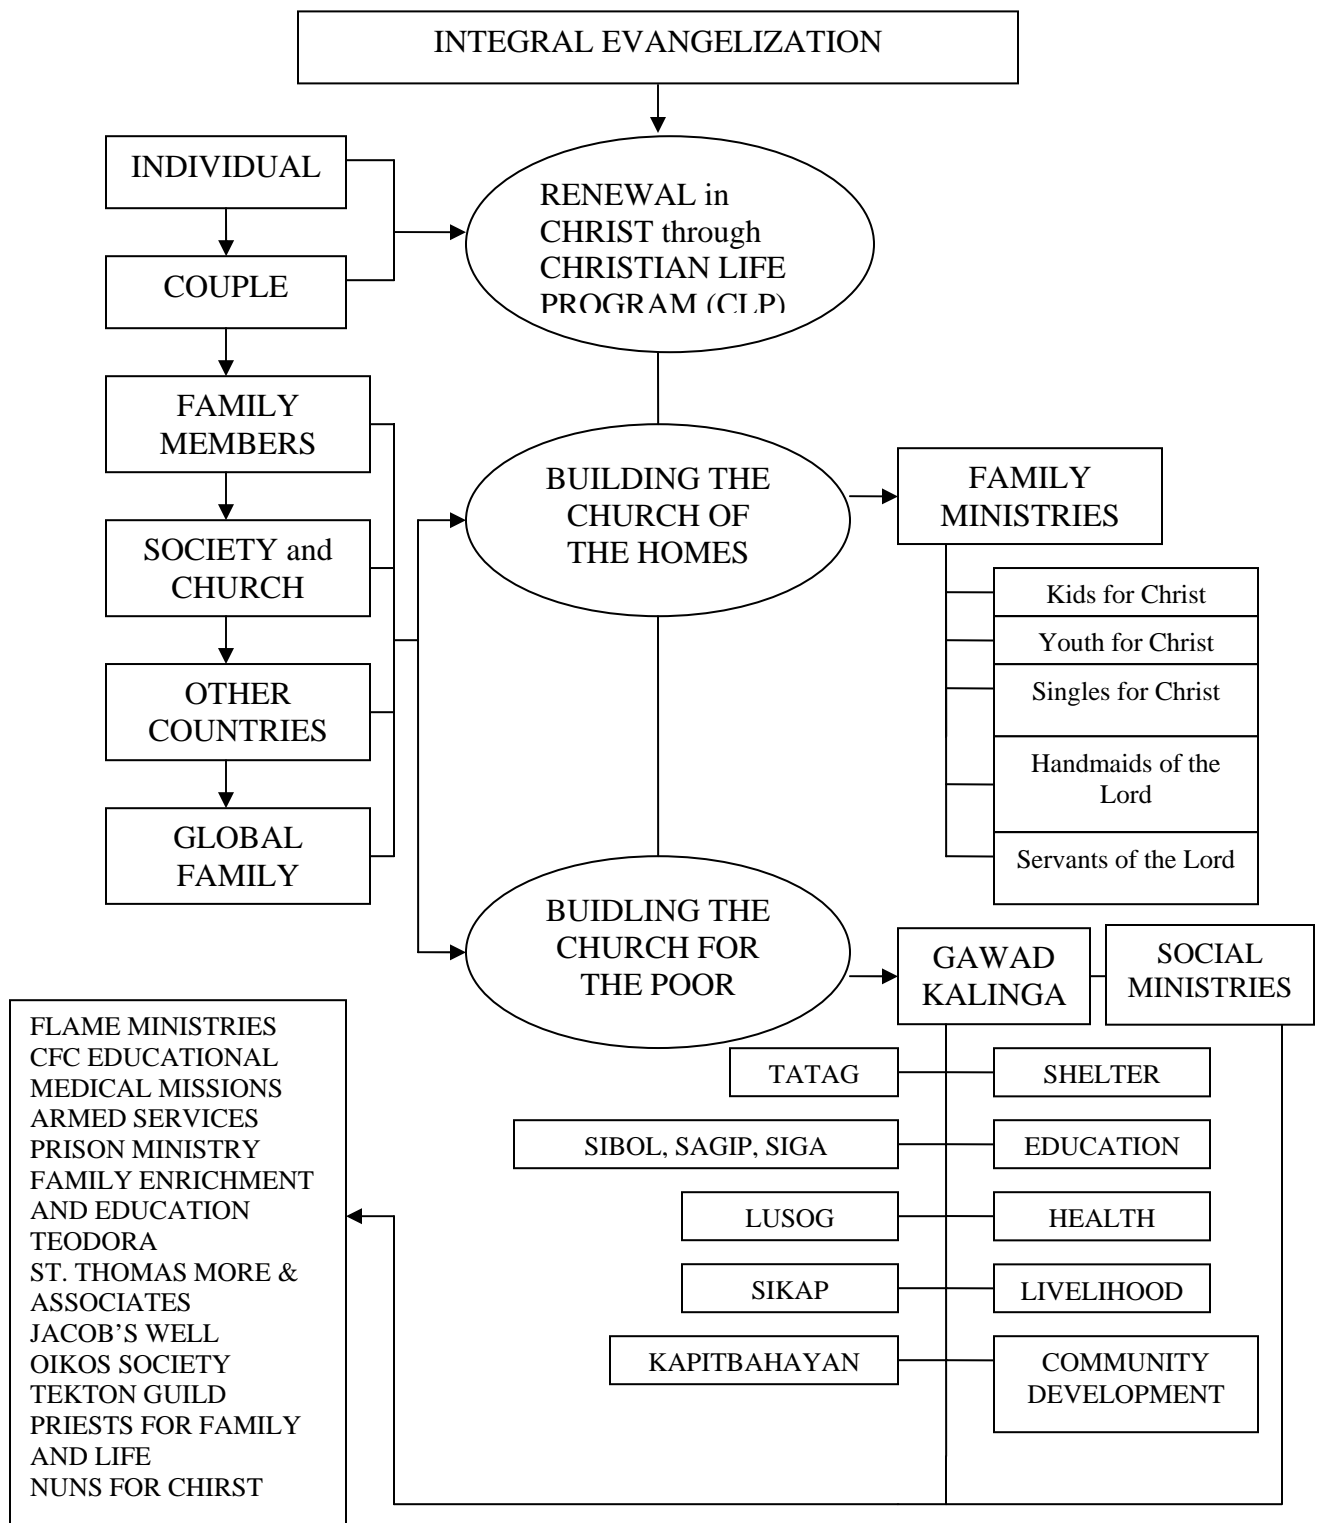 INTEGRAL EVANGELIZATION
INDIVIDUAL
RENEWAL in
CHRIST through
CHRISTIAN LIFE
PROGRAM (CLP)
COUPLE
FAMILY
MEMBERS
BUILDING THE
CHURCH OF
THE HOMES
FAMILY
MINISTRIES
SOCIETY and
CHURCH
Kids for Christ
Youth for Christ
Singles for Christ
Handmaids of the
Lord
Servants of the Lord
OTHER
COUNTRIES
GLOBAL
FAMILY
BUIDLING THE
CHURCH FOR
THE POOR
GAWAD
KALINGA
SOCIAL
MINISTRIES
TATAG
SHELTER
SIBOL, SAGIP, SIGA
EDUCATION
LUSOG
HEALTH
SIKAP
LIVELIHOOD
KAPITBAHAYAN
COMMUNITY
DEVELOPMENT
FLAME MINISTRIES
CFC EDUCATIONAL
MEDICAL MISSIONS
ARMED SERVICES
PRISON MINISTRY
FAMILY ENRICHMENT
AND EDUCATION
TEODORA
ST. THOMAS MORE &
ASSOCIATES
JACOB'S WELL
OIKOS SOCIETY
TEKTON GUILD
PRIESTS FOR FAMILY
AND LIFE
NUNS FOR CHIRST